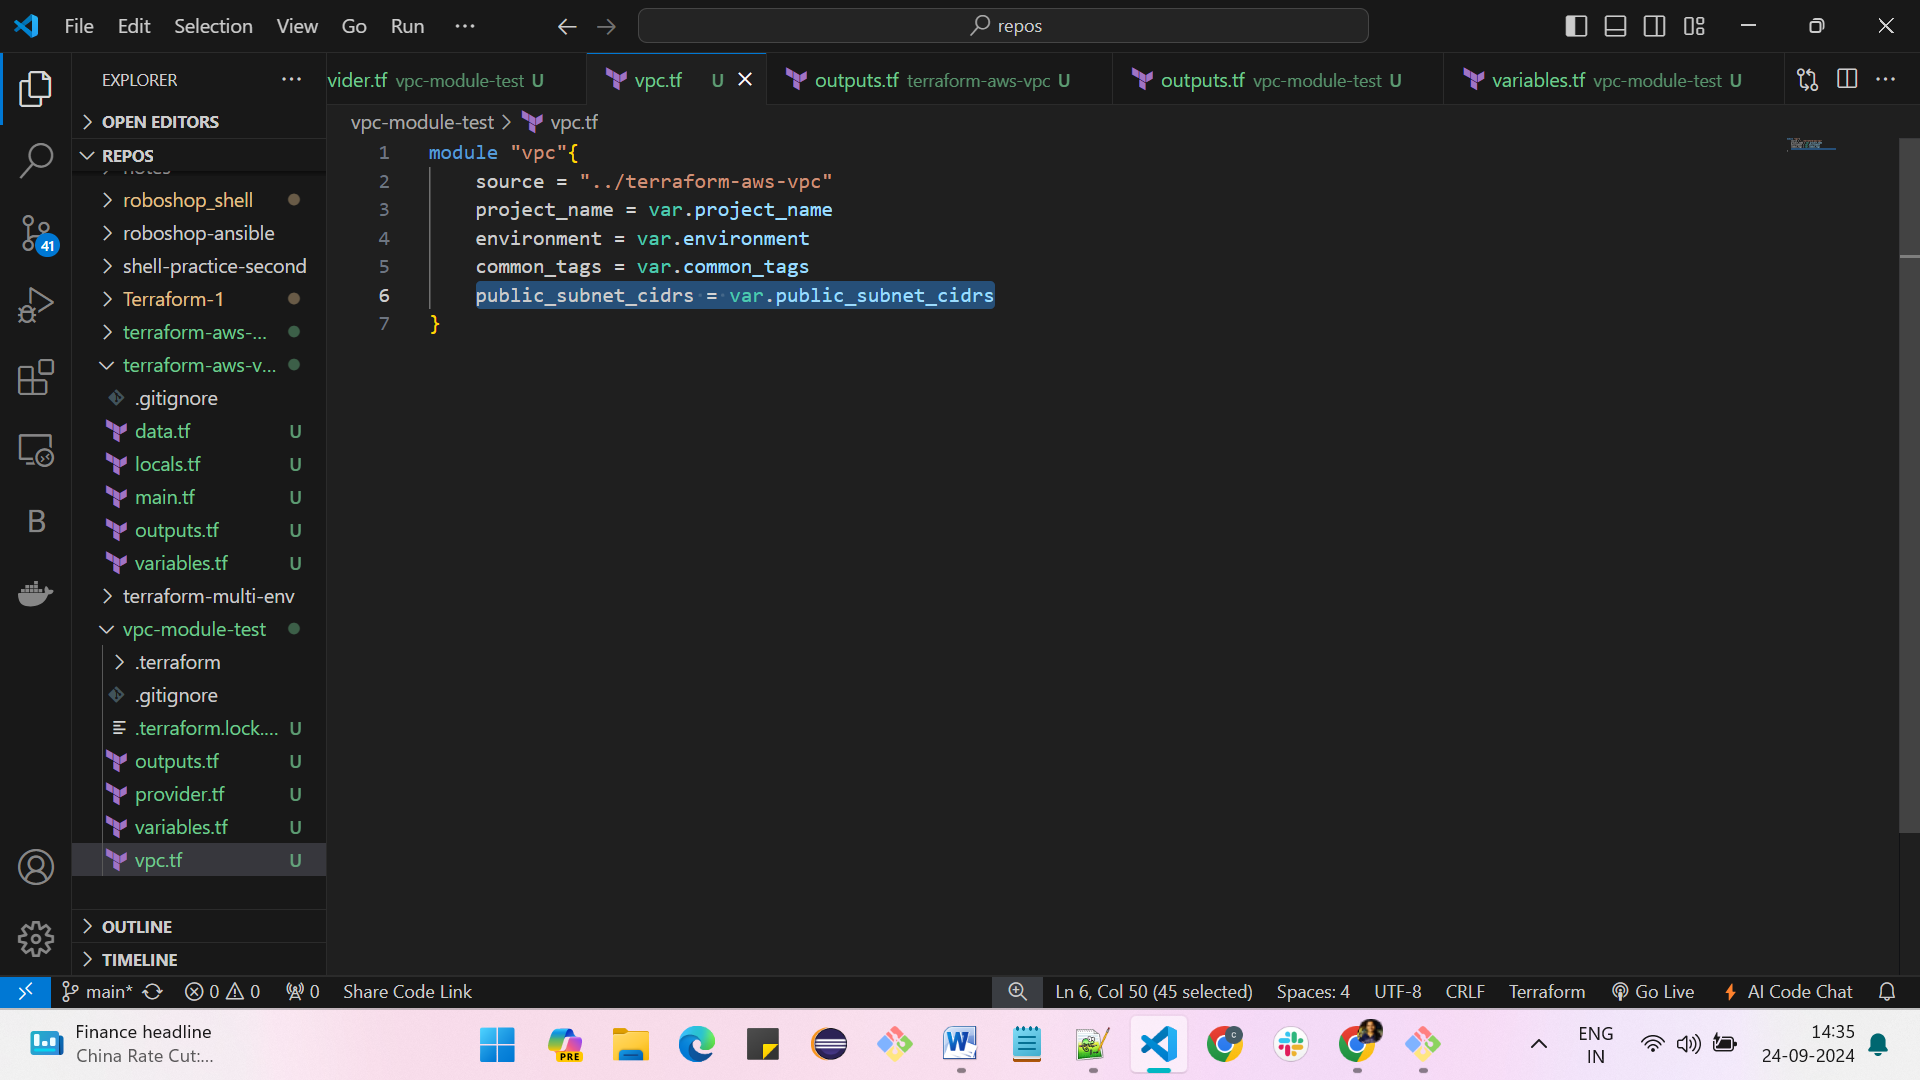 File Edit Selection View Go Run ··· repos
EXPLORER ···
OPEN EDITORS
REPOS
roboshop_shell
roboshop-ansible
shell-practice-second
Terraform-1
terraform-aws-...
terraform-aws-v...
.gitignore
data.tf U
locals.tf U
main.tf U
outputs.tf U
variables.tf U
terraform-multi-env
vpc-module-test
.terraform
.gitignore
.terraform.lock.... U
outputs.tf U
provider.tf U
variables.tf U
vpc.tf U
OUTLINE
TIMELINE
41
B
vider.tf vpc-module-test U
vpc.tf U
outputs.tf terraform-aws-vpc U
outputs.tf vpc-module-test U
variables.tf vpc-module-test U
vpc-module-test > vpc.tf
1 module "vpc"{
2 source = "../terraform-aws-vpc"
3 project_name = var.project_name
4 environment = var.environment
5 common_tags = var.common_tags
6 public_subnet_cidrs = var.public_subnet_cidrs
7 }
main* 0 0 0 Share Code Link Ln 6, Col 50 (45 selected) Spaces: 4 UTF-8 CRLF Terraform Go Live AI Code Chat
Finance headline
China Rate Cut:...
PRE
ENG
IN
14:35
24-09-2024